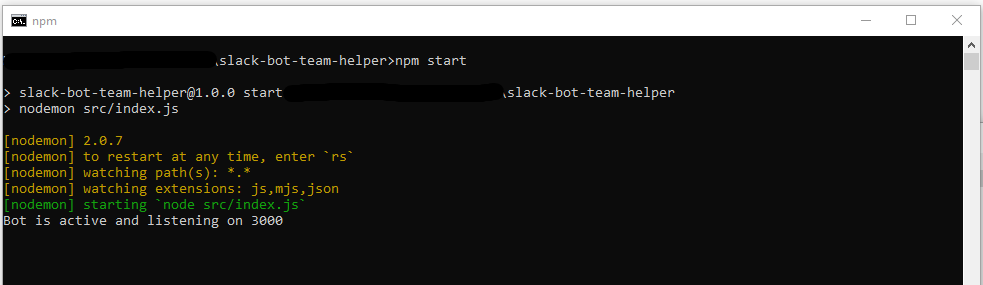 npm
\slack-bot-team-helper>npm start
> slack-bot-team-helper@1.0.0 start \slack-bot-team-helper
> nodemon src/index.js
[nodemon] 2.0.7
[nodemon] to restart at any time, enter `rs`
[nodemon] watching path(s): *.*
[nodemon] watching extensions: js,mjs,json
[nodemon] starting `node src/index.js`
Bot is active and listening on 3000